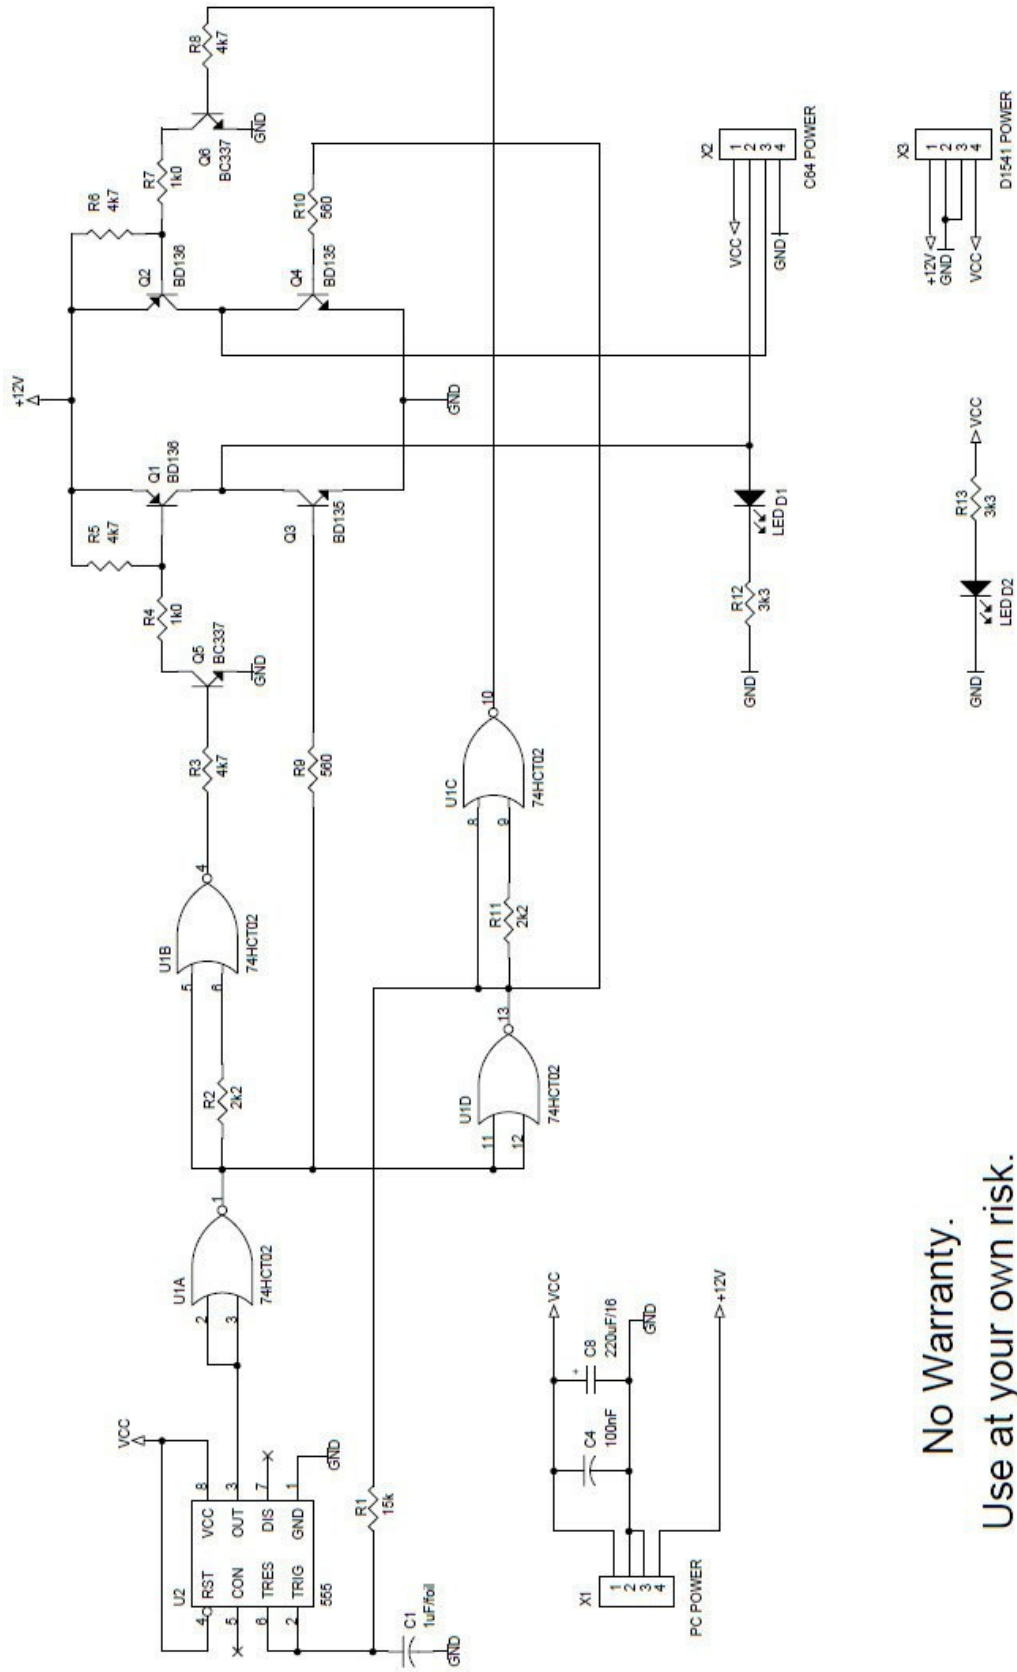 R8
4k7
Q6
BC337
GND
R7
1k0
R6
4k7
Q2
BD136
R10
560
Q4
BD135
+12V
GND
Q1
BD136
R5
4k7
Q3
BD135
R4
1k0
Q5
BC337
GND
R3
4k7
R9
560
U1C
8
9
10
74HCT02
U1B
5
6
4
74HCT02
R11
2k2
R2
2k2
U1D
11
12
13
74HCT02
U1A
2
3
1
74HCT02
VCC
U2
4
RST
VCC
8
5
CON
OUT
3
6
TRES
DIS
7
2
TRIG
GND
1
555
GND
R1
15k
C1
1uF/foil
GND
X2
1
2
3
4
C64 POWER
VCC
GND
X3
1
2
3
4
D1541 POWER
+12V
GND
VCC
LED D1
R12
3k3
GND
VCC
R13
3k3
LED D2
GND
X1
1
2
3
4
PC POWER
C4
100nF
+
C8
220uF/16
VCC
GND
+12V
No Warranty.
Use at your own risk.